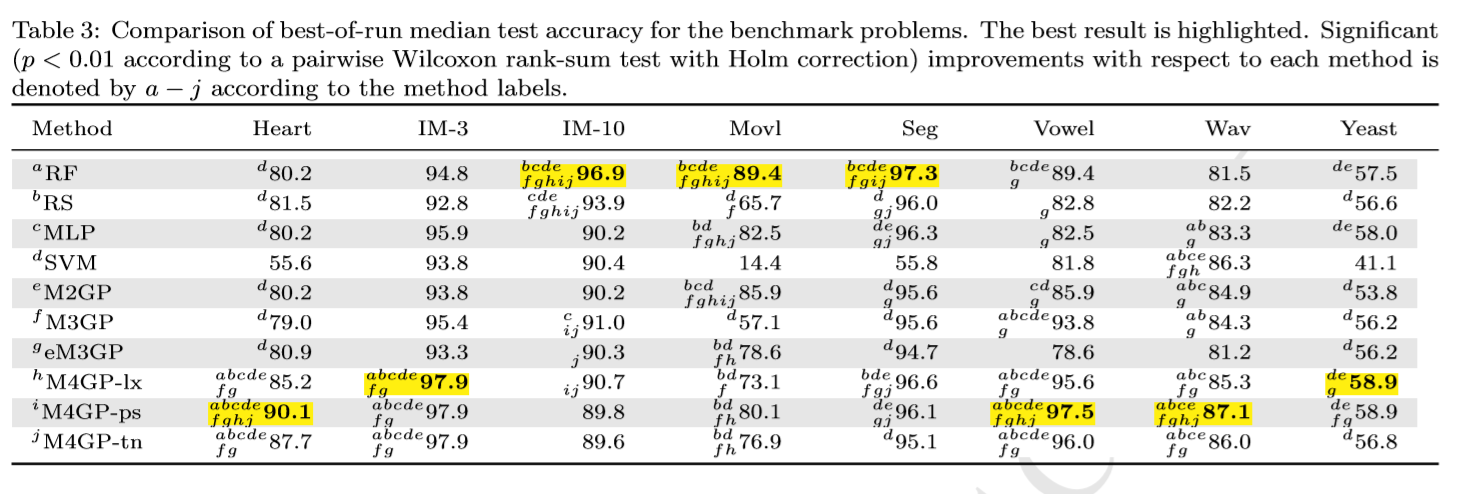 Table 3: Comparison of best-of-run median test accuracy for the benchmark problems. The best result is highlighted. Significant
(p < 0.01 according to a pairwise Wilcoxon rank-sum test with Holm correction) improvements with respect to each method is
denoted by a − j according to the method labels.
Method Heart IM-3 IM-10 Movl Seg Vowel Wav Yeast
a RF d 80.2 94.8 bcde fghij 96.9 bcde fghij 89.4 bcde fgij 97.3 bcde g 89.4 81.5 de 57.5
b RS d 81.5 92.8 cde fghij 93.9 d f 65.7 d gj 96.0 g 82.8 82.2 d 56.6
c MLP d 80.2 95.9 90.2 bd fghj 82.5 de gj 96.3 g 82.5 ab g 83.3 de 58.0
d SVM 55.6 93.8 90.4 14.4 55.8 81.8 abce fgh 86.3 41.1
e M2GP d 80.2 93.8 90.2 bcd fghij 85.9 d g 95.6 cd g 85.9 abc g 84.9 d 53.8
f M3GP d 79.0 95.4 c ij 91.0 d 57.1 d 95.6 abcde g 93.8 ab g 84.3 d 56.2
g eM3GP d 80.9 93.3 j 90.3 bd fh 78.6 d 94.7 78.6 81.2 d 56.2
h M4GP-lx abcde fg 85.2 abcde fg 97.9 ij 90.7 bd f 73.1 bde fgj 96.6 abcde fg 95.6 abc fg 85.3 de g 58.9
i M4GP-ps abcde fghj 90.1 abcde fg 97.9 89.8 bd fh 80.1 de gj 96.1 abcde fghj 97.5 abce fghj 87.1 de fg 58.9
j M4GP-tn abcde fg 87.7 abcde fg 97.9 89.6 bd fh 76.9 d 95.1 abcde fg 96.0 abce fg 86.0 d 56.8